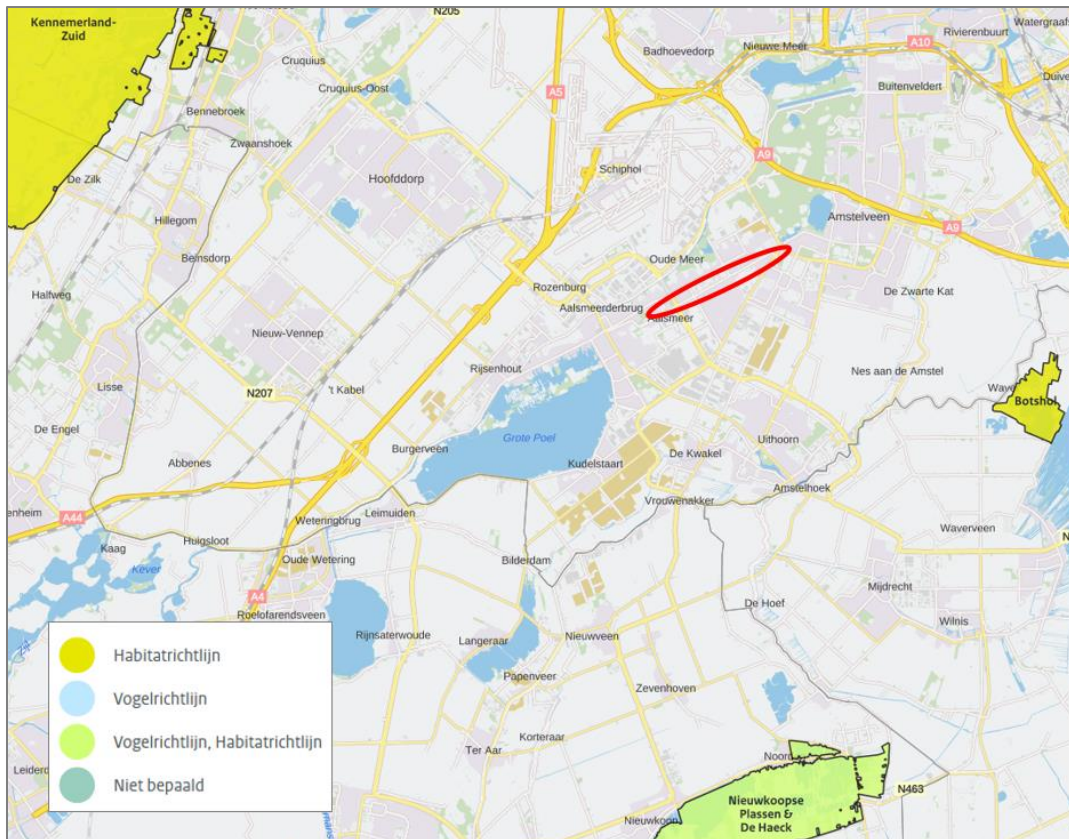 Kennemerland-
Zuid
N205
Cruquius
Cruquius-Oost
Bennebroek
Zwaanshoek
De Zilk
Hillegom
Beinsdorp
Halfweg
Hoofddorp
A5
Badhoevedorp
Nieuwe Meer
A10
Rivierenbuurt
Buitenveldert
A9
Schiphol
Amstelveen
A9
Oude Meer
De Zwarte Kat
Rozenburg
Aalsmeerderbrug
Aalsmeer
Nieuw-Vennep
Lisse
N207
't Kabel
Rijsenhout
Nes aan de Amstel
Botshol
De Engel
Abbenes
Burgerveen
Grote Poel
Kudelstaart
De Kwakel
Uithoorn
Amstelhoek
Vrouwenakker
Waverveen
A44
Kaag
Huigsloot
Weteringbrug
Leimuiden
Kever
Oude Wetering
Bilderdam
A4
Roelofarendsveen
Rijnsaterwoude
Langeraar
Nieuwveen
De Hoef
Mijdrecht
Wilnis
Papenveer
Zevenhoven
Ter Aar
Korteraar
N463
Nieuwkoopse
Plassen &
De Haeck
Habitatrichtlijn
Vogelrichtlijn
Vogelrichtlijn, Habitatrichtlijn
Niet bepaald